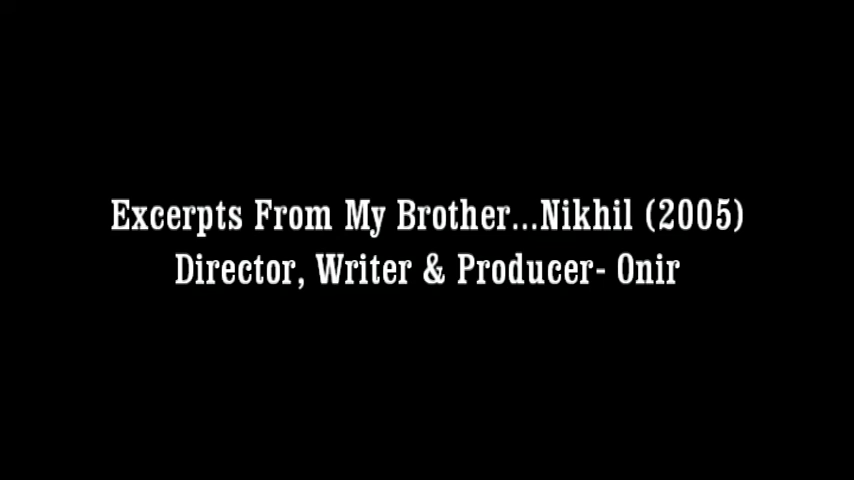 Excerpts From My Brother...Nikhil (2005)
Director, Writer & Producer- Onir